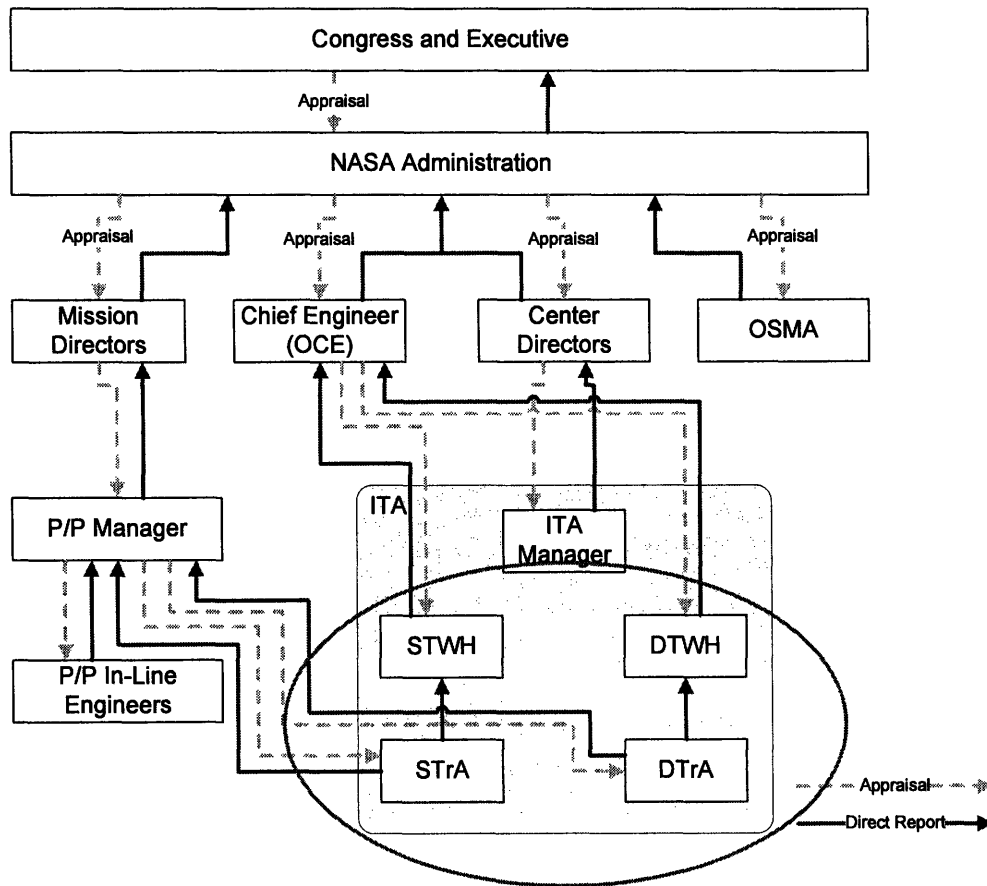 Congress and Executive
Appraisal
NASA Administration
Appraisal
Appraisal
Appraisal
Appraisal
Mission
Directors
Chief Engineer
(OCE)
Center
Directors
OSMA
P/P Manager
ITA
ITA
Manager
P/P In-Line
Engineers
STWH
DTWH
STrA
DTrA
Appraisal
Direct Report